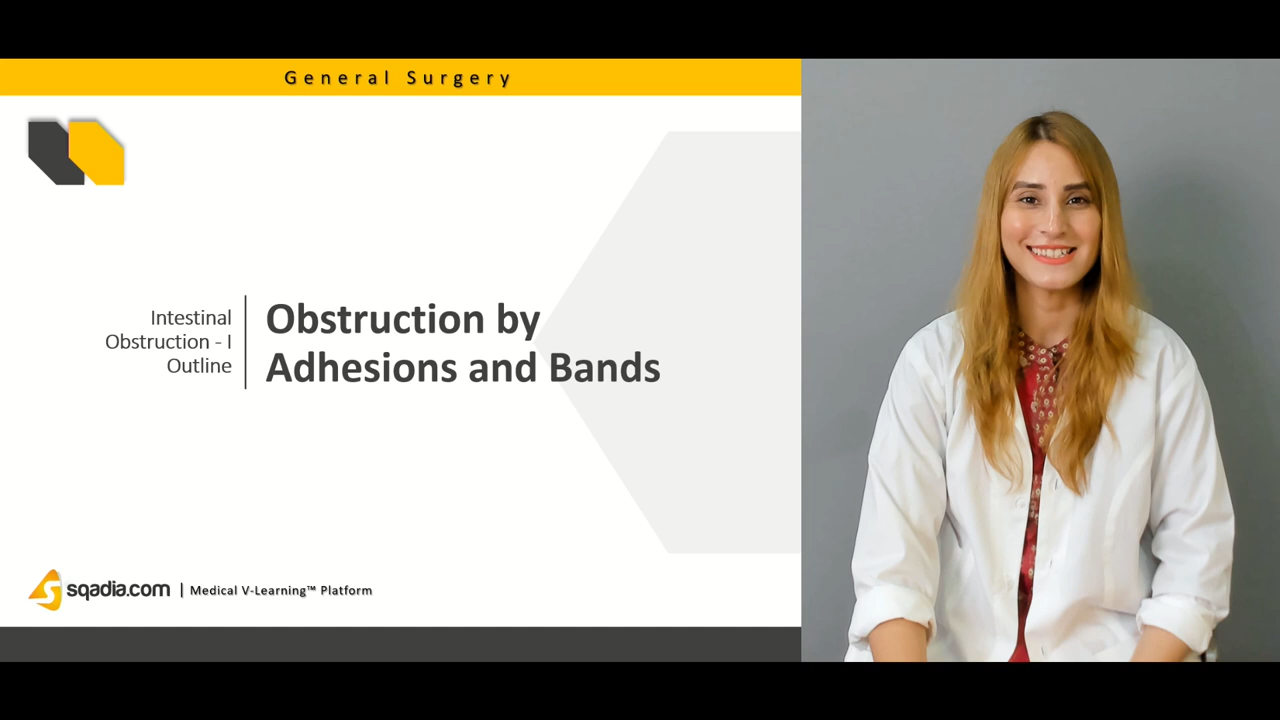 General Surgery
Intestinal
Obstruction - I
Outline
Obstruction by
Adhesions and Bands
sqadia.com | Medical V-Learning™ Platform